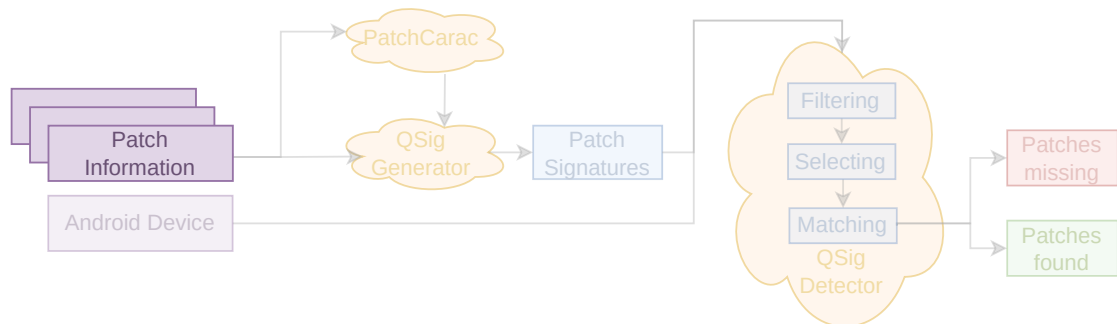 PatchCarac
Patch
Information
QSig
Generator
Patch
Signatures
Android Device
Filtering
Selecting
Matching
QSig
Detector
Patches
missing
Patches
found